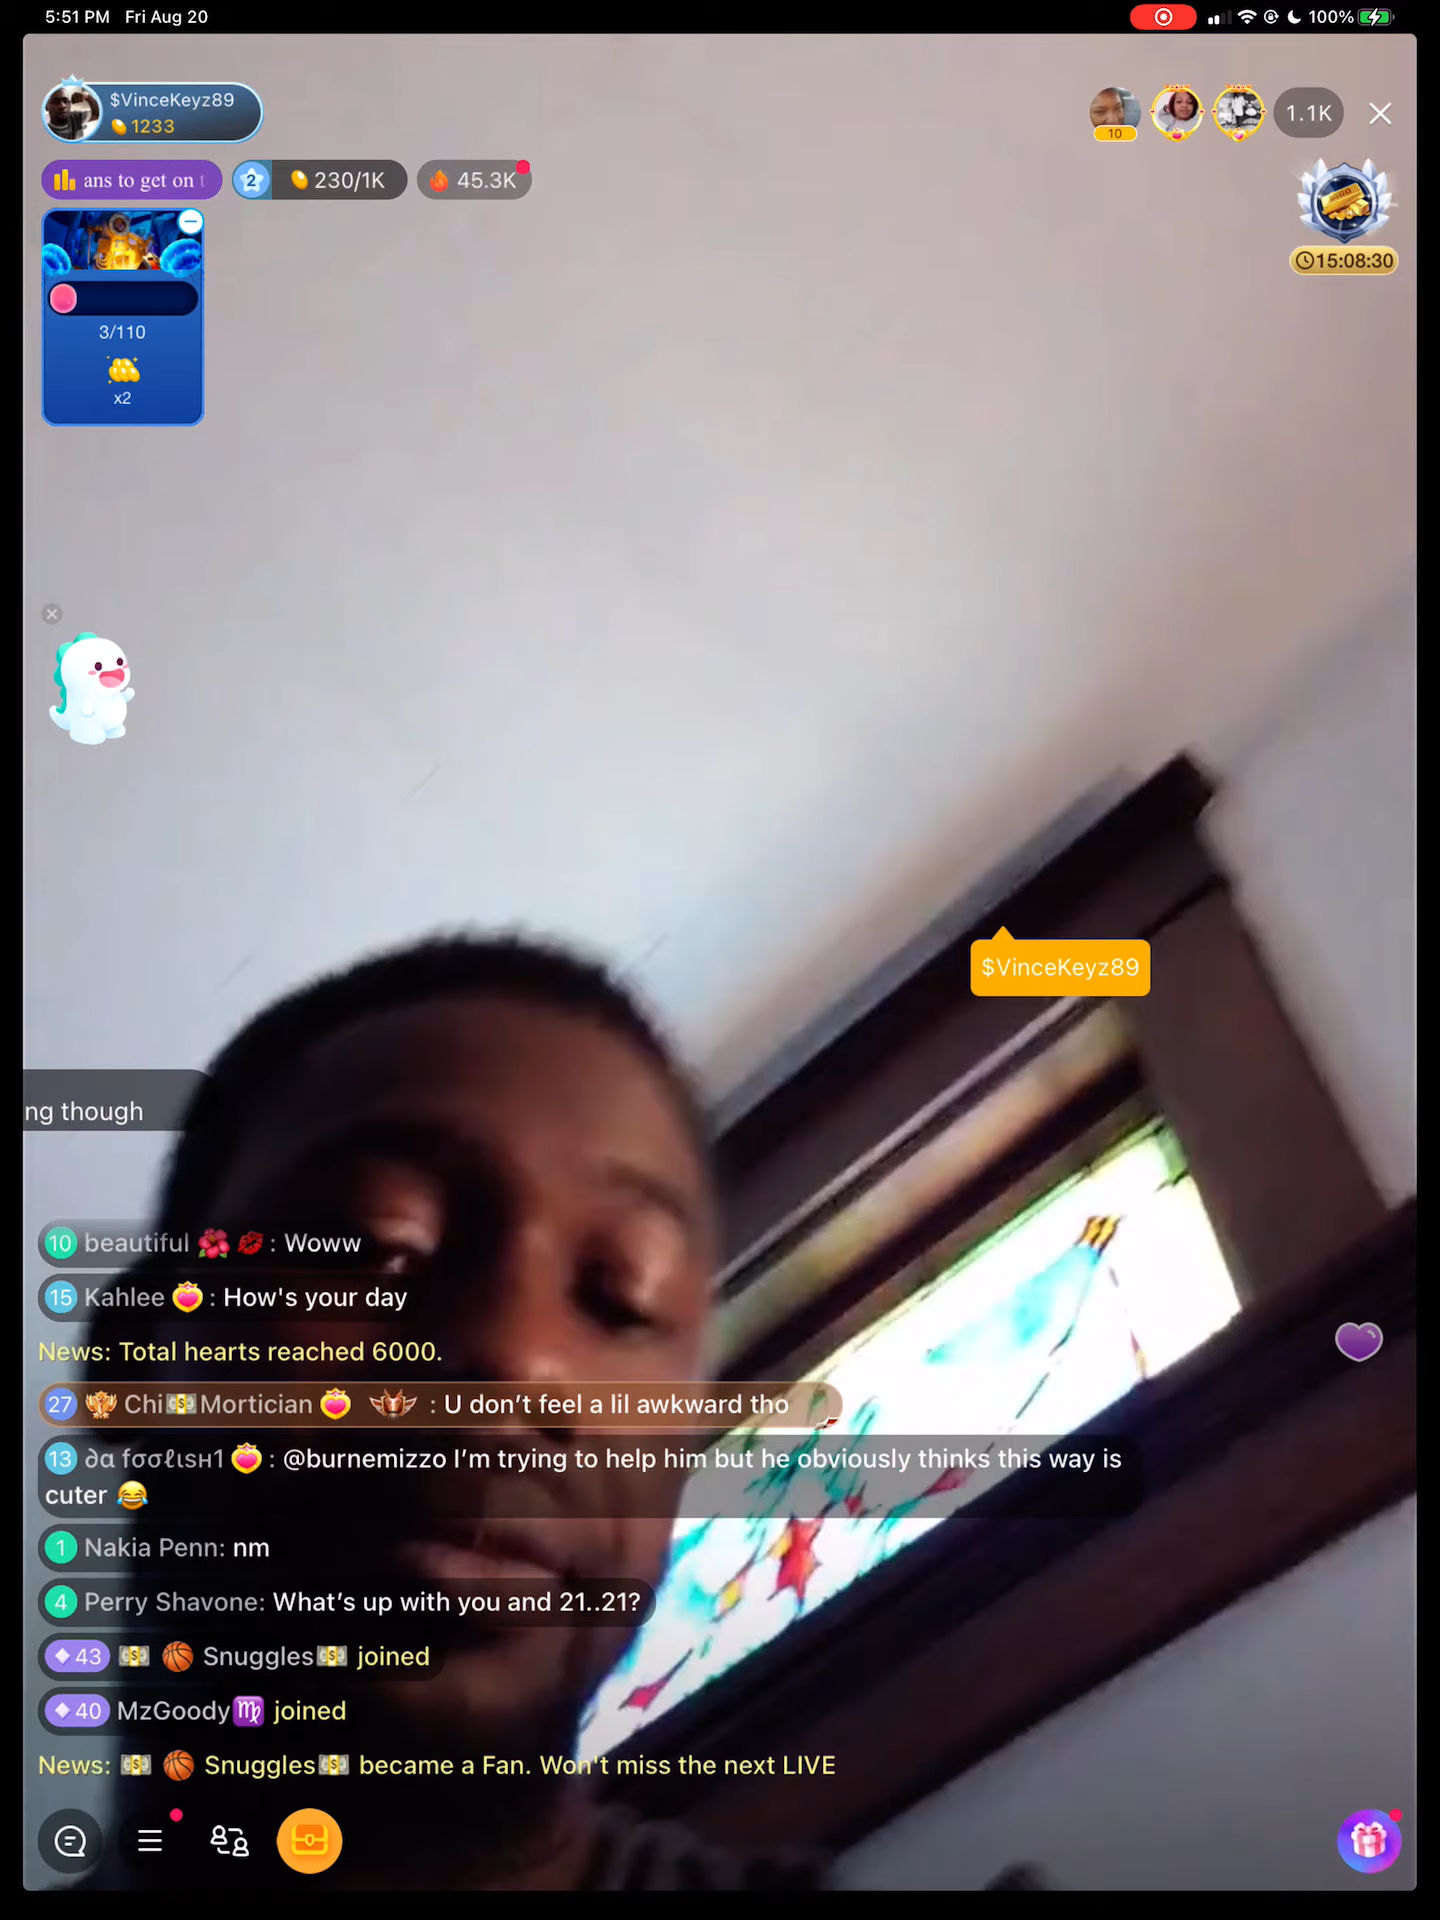 5:51 PM Fri Aug 20
100%
$VinceKeyz89
1233
10
1.1K
ans to get on t
2 230/1K
45.3K
15:08:30
3/110
x2
$VinceKeyz89
ng though
10 beautiful 🌺 💋 : Woww
15 Kahlee : How's your day
News: Total hearts reached 6000.
27 Chi💵Mortician : U don't feel a lil awkward tho
13 ∂α fσσℓιѕн1 : @burnemizzo I'm trying to help him but he obviously thinks this way is
cuter 😂
1 Nakia Penn: nm
4 Perry Shavone: What's up with you and 21..21?
43 💵 🏀 Snuggles💵 joined
40 MzGoody♍ joined
News: 💵 🏀 Snuggles💵 became a Fan. Won't miss the next LIVE